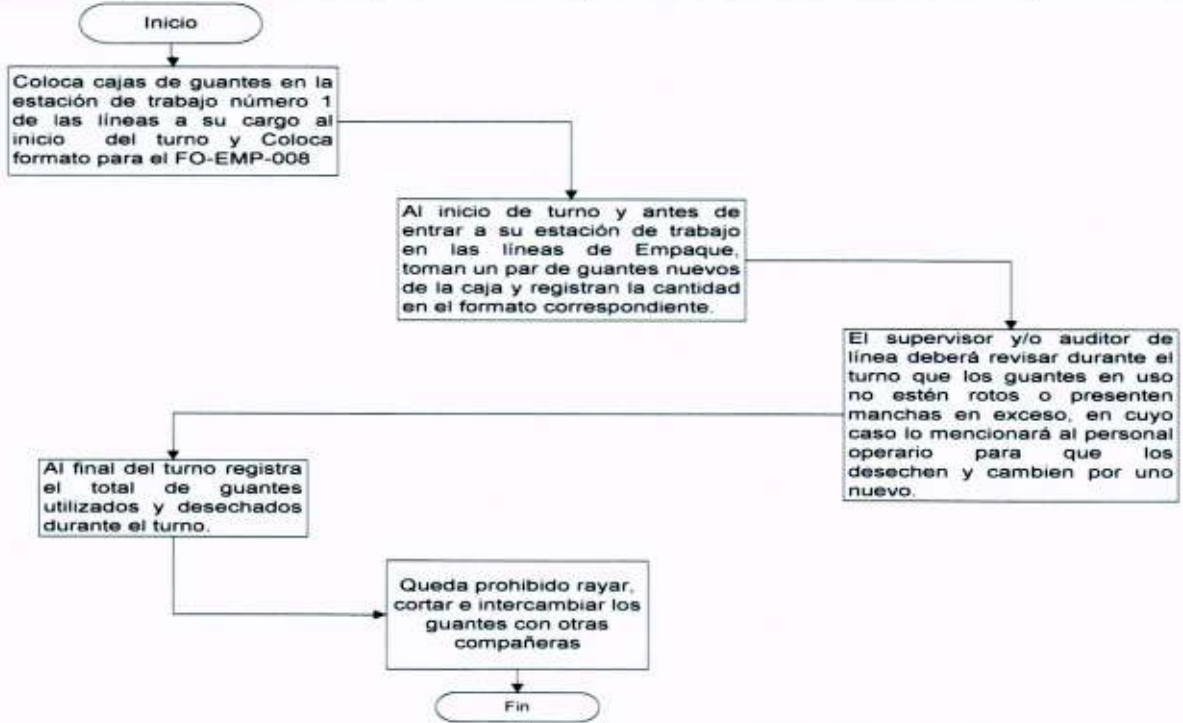 Inicio
Coloca cajas de guantes en la
estación de trabajo número 1
de las líneas a su cargo al
inicio del turno y Coloca
formato para el FO-EMP-008
Al inicio de turno y antes de
entrar a su estación de trabajo
en las líneas de Empaque,
toman un par de guantes nuevos
de la caja y registran la cantidad
en el formato correspondiente.
El supervisor y/o auditor de
línea deberá revisar durante el
turno que los guantes en uso
no estén rotos o presenten
manchas en exceso, en cuyo
caso lo mencionará al personal
operario para que los
desechen y cambien por uno
nuevo.
Al final del turno registra
el total de guantes
utilizados y desechados
durante el turno.
Queda prohibido rayar,
cortar e intercambiar los
guantes con otras
compañeras
Fin